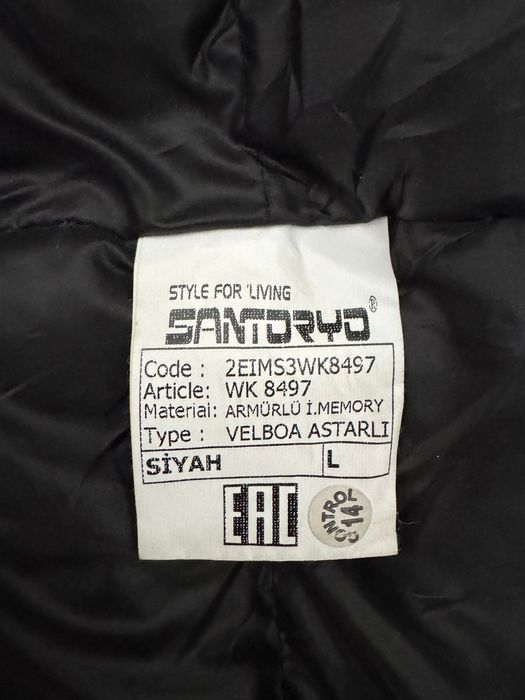 STYLE FOR LIVING
SANTORYO®
Code : 2EIMS3WK8497
Article: WK 8497
Material: ARMÜRLÜ İ.MEMORY
Type : VELBOA ASTARLI
SİYAH L
EAC
CONTROL 14